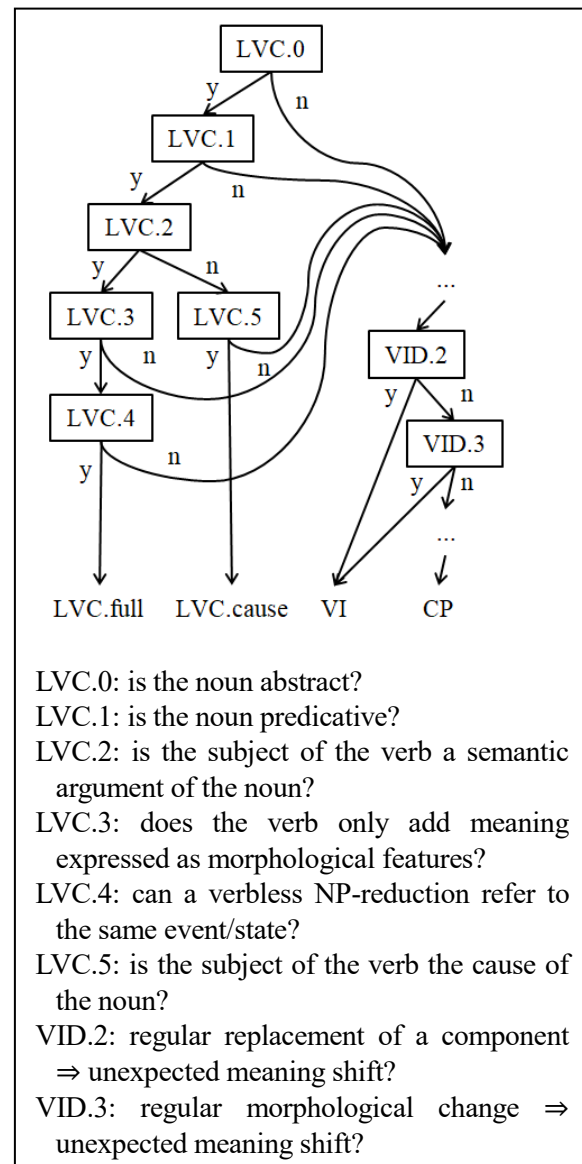 LVC.0
y
n
LVC.1
y
n
LVC.2
y
n
...
LVC.3
LVC.5
VID.2
y
n
y
n
y
n
LVC.4
VID.3
y
n
y
n
...
LVC.full
LVC.cause
VI
CP
LVC.0: is the noun abstract?
LVC.1: is the noun predicative?
LVC.2: is the subject of the verb a semantic
argument of the noun?
LVC.3: does the verb only add meaning
expressed as morphological features?
LVC.4: can a verbless NP-reduction refer to
the same event/state?
LVC.5: is the subject of the verb the cause of
the noun?
VID.2: regular replacement of a component
⇒ unexpected meaning shift?
VID.3: regular morphological change ⇒
unexpected meaning shift?